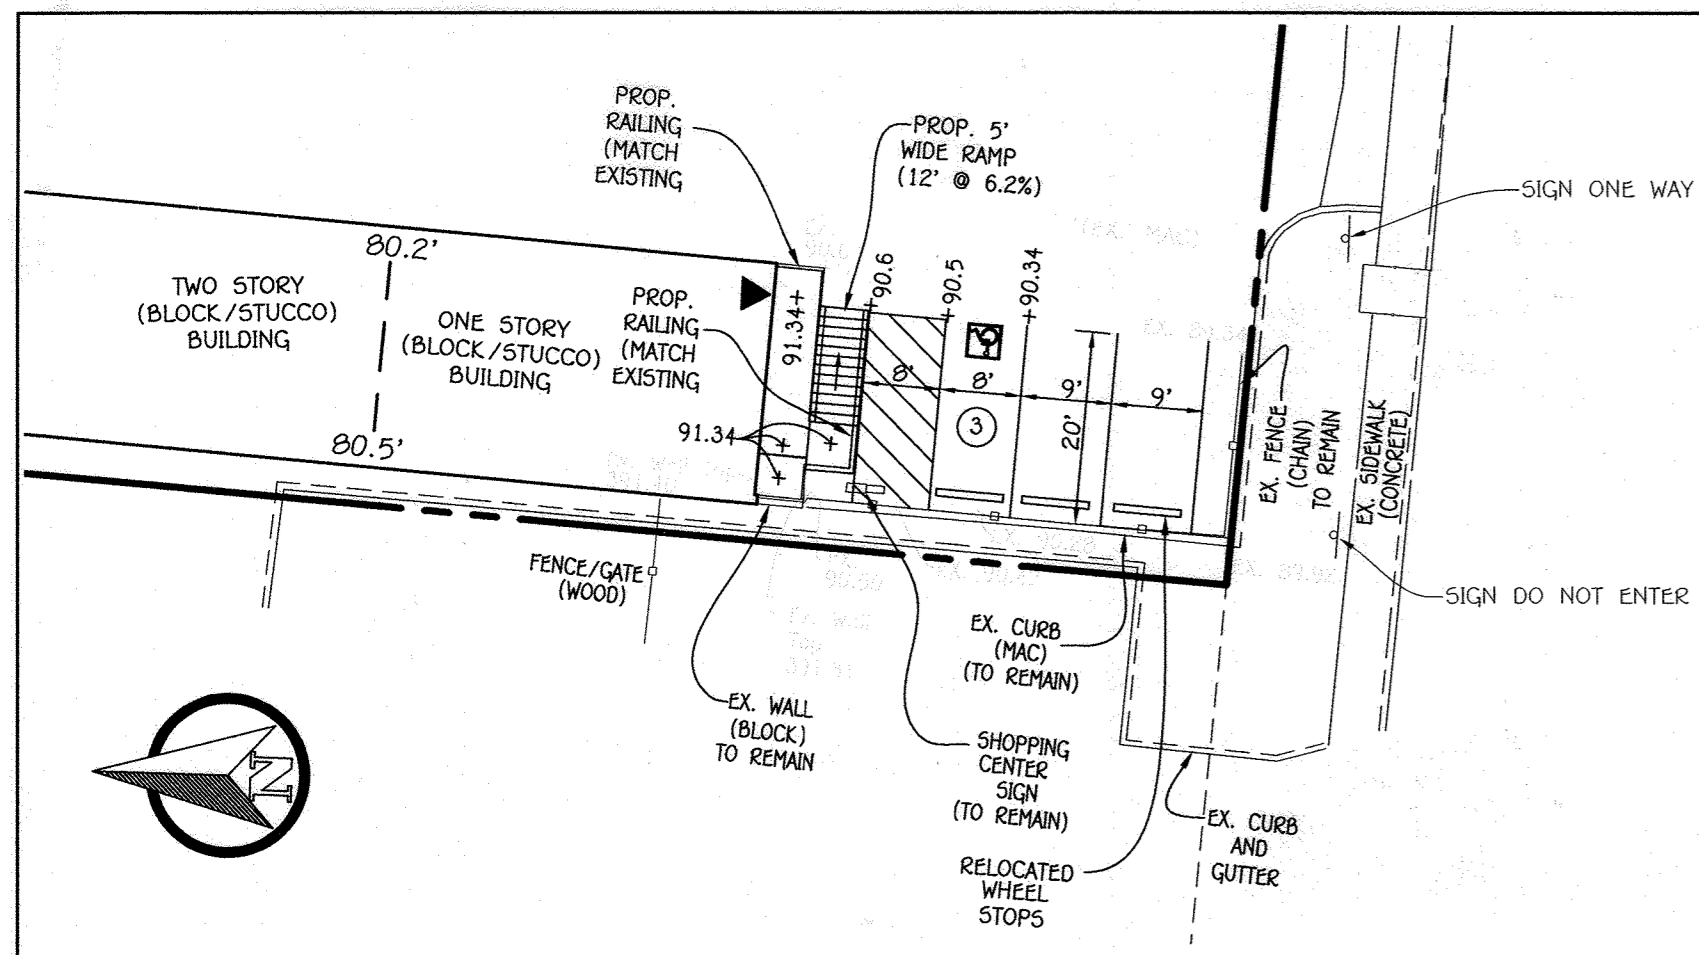 PROP.
RAILING
(MATCH
EXISTING
PROP. 5'
WIDE RAMP
(12' @ 6.2%)
SIGN ONE WAY
80.2'
TWO STORY
(BLOCK/STUCCO)
BUILDING
ONE STORY
(BLOCK/STUCCO)
BUILDING
80.5'
PROP.
RAILING
(MATCH
EXISTING
91.34
90.6
90.5
90.34
8'
8'
9'
9'
20'
3
91.34
EX. FENCE
(CHAIN)
TO REMAIN
EX. SIDEWALK
(CONCRETE)
FENCE/GATE
(WOOD)
SIGN DO NOT ENTER
EX. CURB
(MAC)
(TO REMAIN)
EX. WALL
(BLOCK)
TO REMAIN
SHOPPING
CENTER
SIGN
(TO REMAIN)
RELOCATED
WHEEL
STOPS
EX. CURB
AND
GUTTER
N